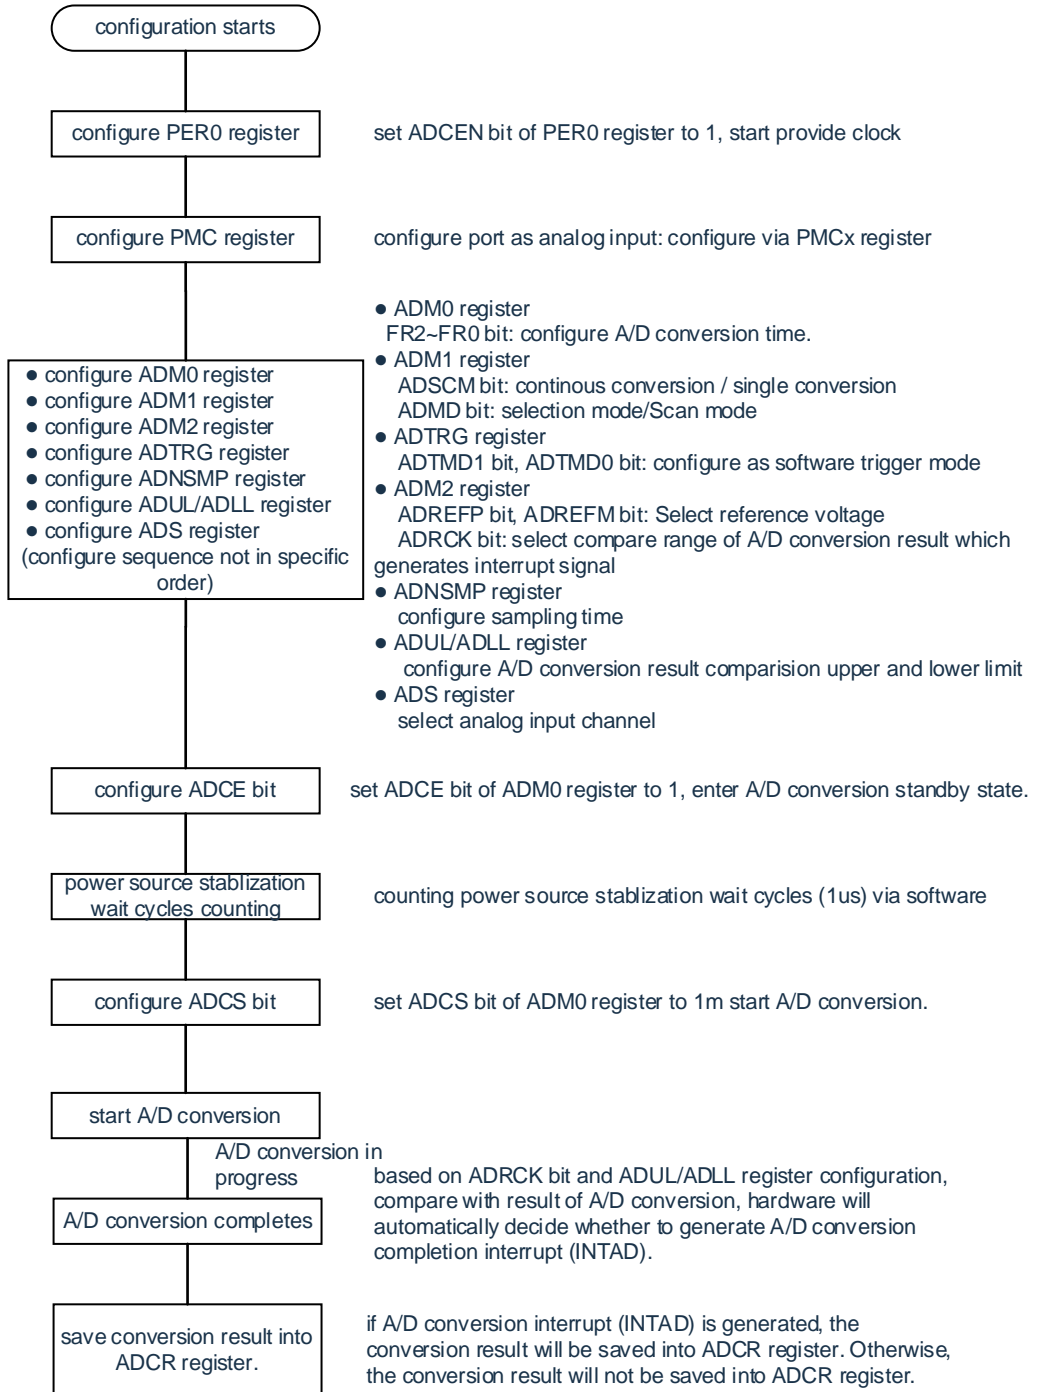 configuration starts
configure PER0 register
set ADCEN bit of PER0 register to 1, start provide clock
configure PMC register
configure port as analog input: configure via PMCx register
● configure ADM0 register
● configure ADM1 register
● configure ADM2 register
● configure ADTRG register
● configure ADNSMP register
● configure ADUL/ADLL register
● configure ADS register
(configure sequence not in specific
order)
● ADM0 register
FR2~FR0 bit: configure A/D conversion time.
● ADM1 register
ADSCM bit: continous conversion / single conversion
ADMD bit: selection mode/Scan mode
● ADTRG register
ADTMD1 bit, ADTMD0 bit: configure as software trigger mode
● ADM2 register
ADREFP bit, ADREFM bit: Select reference voltage
ADRCK bit: select compare range of A/D conversion result which
generates interrupt signal
● ADNSMP register
configure sampling time
● ADUL/ADLL register
configure A/D conversion result comparision upper and lower limit
● ADS register
select analog input channel
configure ADCE bit
set ADCE bit of ADM0 register to 1, enter A/D conversion standby state.
power source stablization
wait cycles counting
counting power source stablization wait cycles (1us) via software
configure ADCS bit
set ADCS bit of ADM0 register to 1m start A/D conversion.
start A/D conversion
A/D conversion in
progress
A/D conversion completes
based on ADRCK bit and ADUL/ADLL register configuration,
compare with result of A/D conversion, hardware will
automatically decide whether to generate A/D conversion
completion interrupt (INTAD).
save conversion result into
ADCR register.
if A/D conversion interrupt (INTAD) is generated, the
conversion result will be saved into ADCR register. Otherwise,
the conversion result will not be saved into ADCR register.